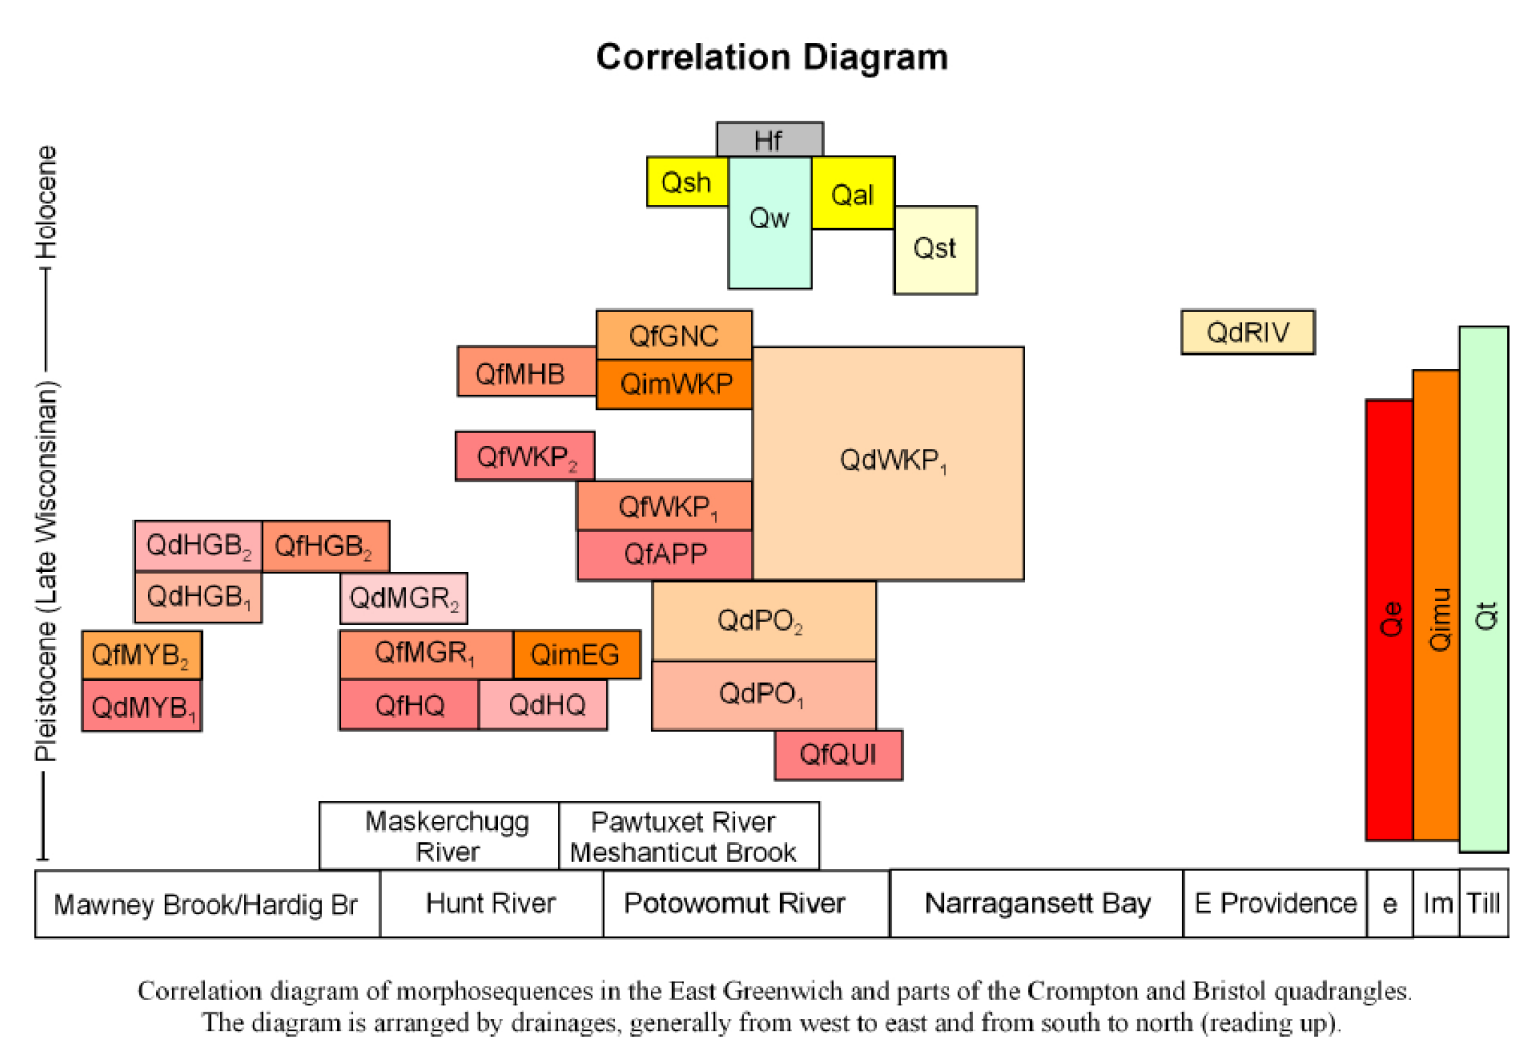 Correlation Diagram
Holocene
Pleistocene (Late Wisconsinan)
Hf
Qsh
Qw
Qal
Qst
QfGNC
QdRIV
QfMHB
QimWKP
QfWKP2
QdWKP1
QfWKP1
QdHGB2
QfHGB2
QfAPP
QdHGB1
QdMGR2
QdPO2
Qe
Qimu
Qt
QfMYB2
QfMGR1
QimEG
QdMYB1
QfHQ
QdHQ
QdPO1
QfQUI
Maskerchugg
River
Pawtuxet River
Meshanticut Brook
Mawney Brook/Hardig Br
Hunt River
Potowomut River
Narragansett Bay
E Providence
e
Im
Till
Correlation diagram of morphosequences in the East Greenwich and parts of the Crompton and Bristol quadrangles.
The diagram is arranged by drainages, generally from west to east and from south to north (reading up).